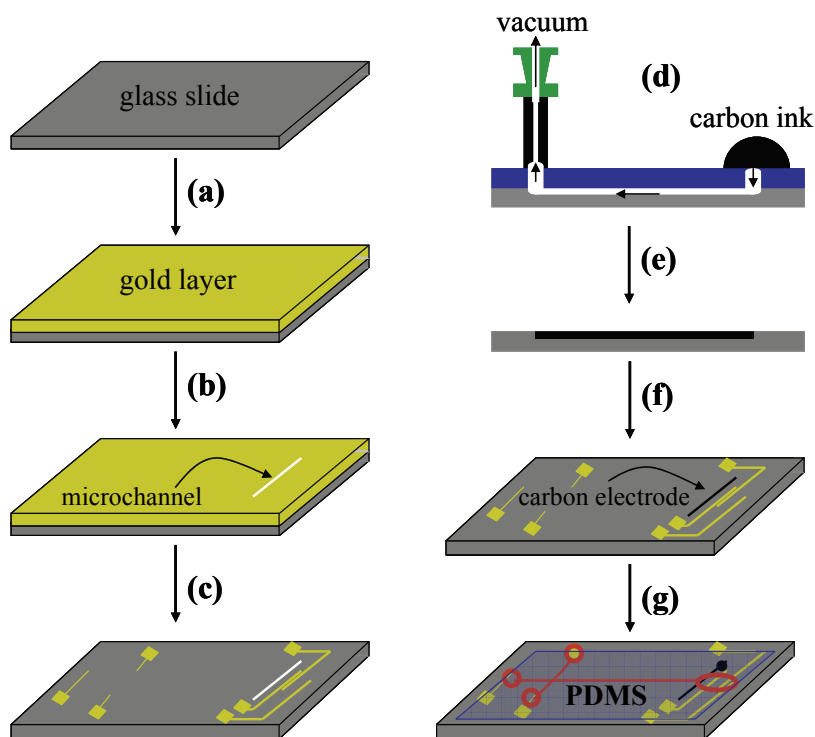 glass slide
(a)
gold layer
(b)
microchannel
(c)
vacuum
(d)
carbon ink
(e)
(f)
carbon electrode
(g)
PDMS